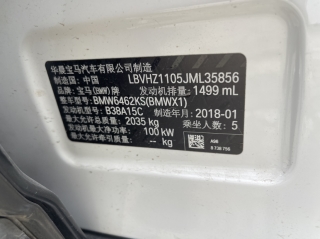 华晨宝马汽车有限公司制造
中国 LBVHZ1105JML35856
品牌: 宝马(BMW)牌 发动机排量: 1499 mL
整车型号: BMW6462KS(BMWX1)
发动机型号: B38A15C 制造年月 2018-01
最大允许总质量: 2035 kg 乘坐人数: 5
发动机最大净功率: 100 kW
最大允许牵引质量: -- kg